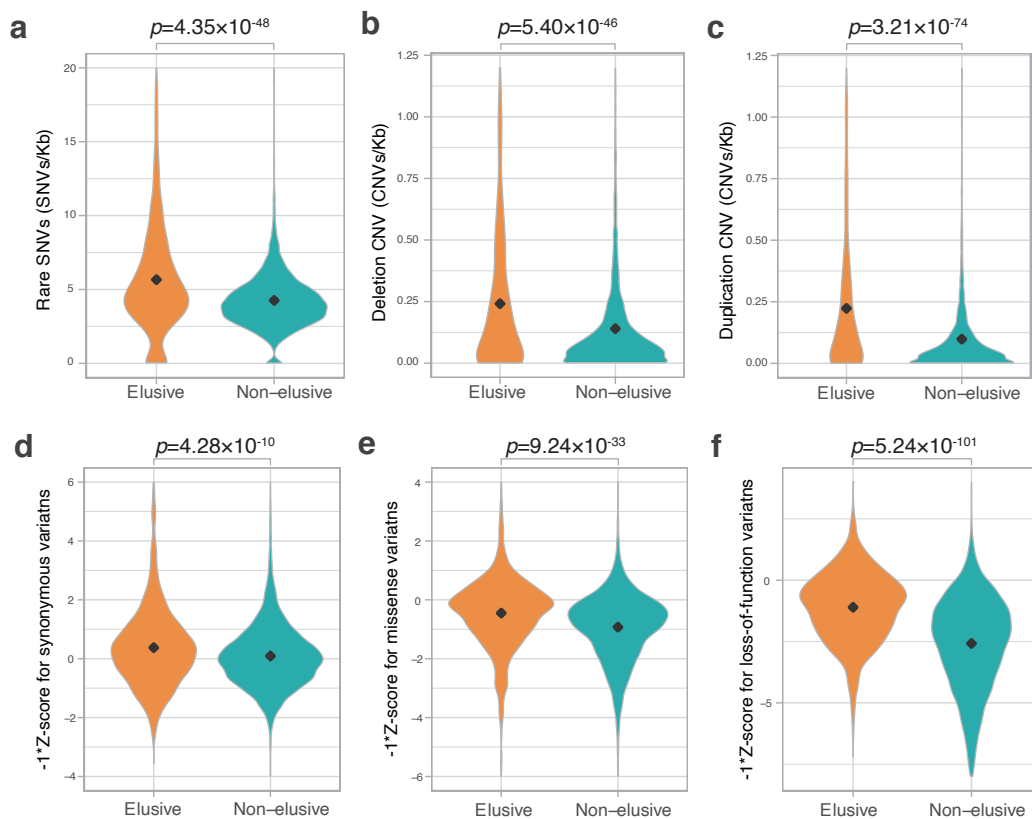 a
p=4.35×10⁻⁴⁸
Rare SNVs (SNVs/Kb)
20
15
10
5
0
Elusive
Non–elusive
b
p=5.40×10⁻⁴⁶
Deletion CNV (CNVs/Kb)
1.25
1.00
0.75
0.50
0.25
0.00
Elusive
Non–elusive
c
p=3.21×10⁻⁷⁴
Duplication CNV (CNVs/Kb)
1.25
1.00
0.75
0.50
0.25
0.00
Elusive
Non–elusive
d
p=4.28×10⁻¹⁰
-1*Z-score for synonymous variatns
6
4
2
0
−2
−4
Elusive
Non–elusive
e
p=9.24×10⁻³³
-1*Z-score for missense variatns
4
2
0
−2
−4
−6
Elusive
Non–elusive
f
p=5.24×10⁻¹⁰¹
-1*Z-score for loss-of-function variatns
0
−5
Elusive
Non–elusive